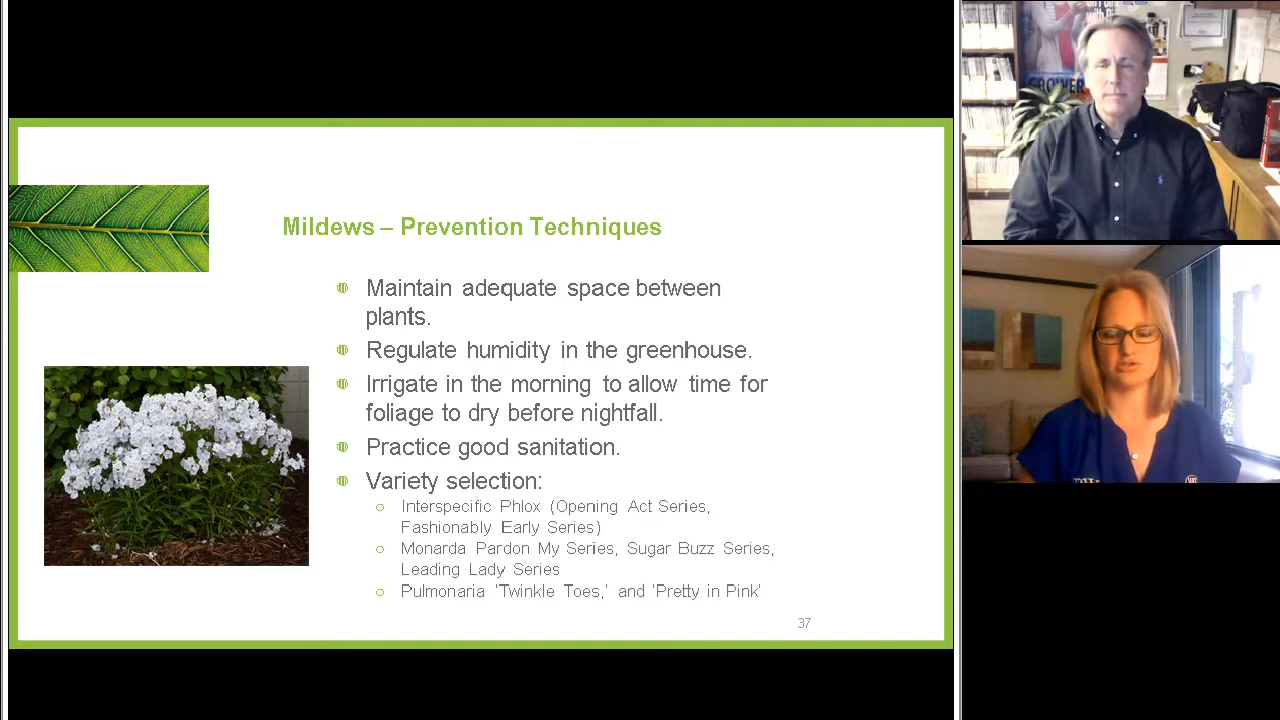 Mildews – Prevention Techniques
Maintain adequate space between
plants.
Regulate humidity in the greenhouse.
Irrigate in the morning to allow time for
foliage to dry before nightfall.
Practice good sanitation.
Variety selection:
Interspecific Phlox (Opening Act Series,
Fashionably Early Series)
Monarda Pardon My Series, Sugar Buzz Series,
Leading Lady Series
Pulmonaria 'Twinkle Toes,' and 'Pretty in Pink'
37
GROWER